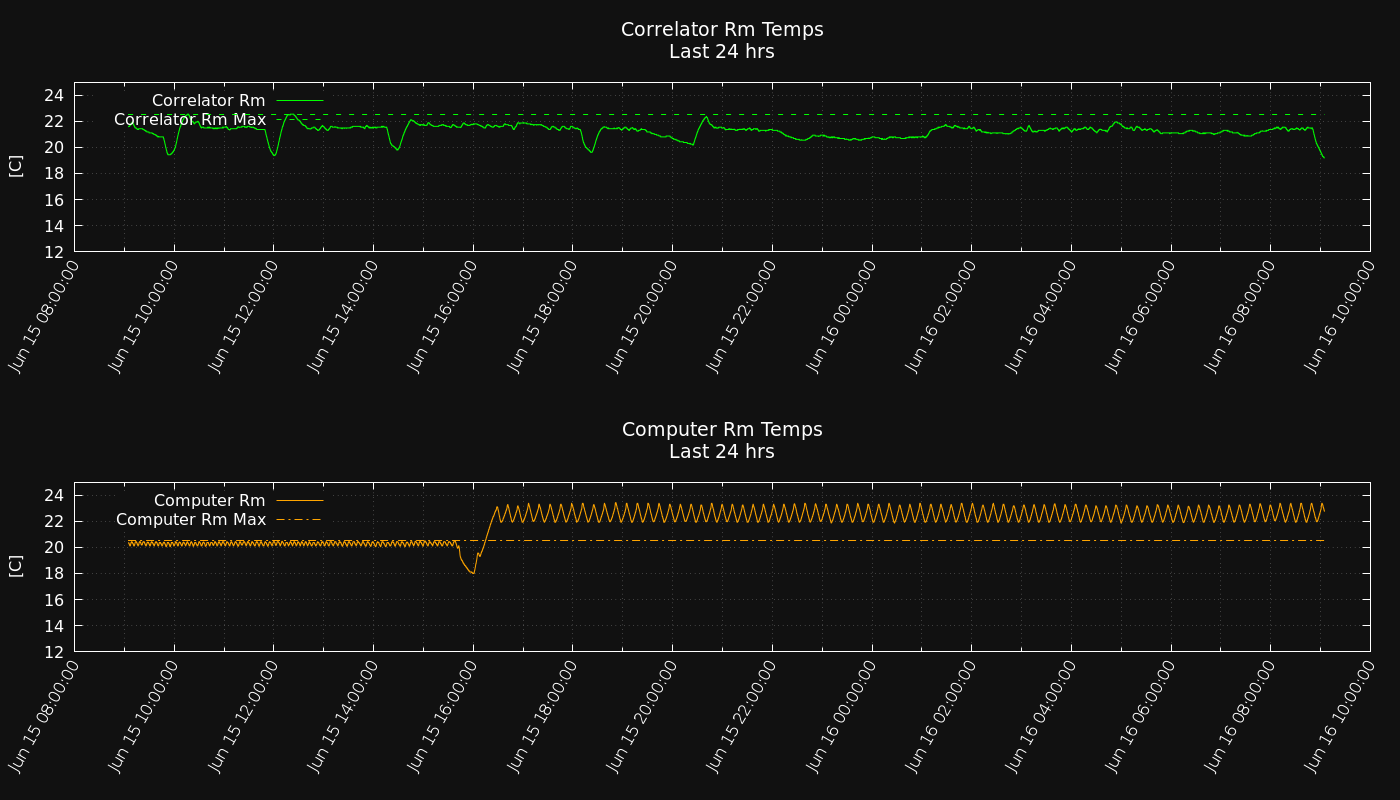 Correlator Rm Temps
Last 24 hrs
Correlator Rm
Correlator Rm Max
24
22
20
18
16
14
12
[C]
Jun 15 08:00:00
Jun 15 10:00:00
Jun 15 12:00:00
Jun 15 14:00:00
Jun 15 16:00:00
Jun 15 18:00:00
Jun 15 20:00:00
Jun 15 22:00:00
Jun 16 00:00:00
Jun 16 02:00:00
Jun 16 04:00:00
Jun 16 06:00:00
Jun 16 08:00:00
Jun 16 10:00:00
Computer Rm Temps
Last 24 hrs
Computer Rm
Computer Rm Max
24
22
20
18
16
14
12
[C]
Jun 15 08:00:00
Jun 15 10:00:00
Jun 15 12:00:00
Jun 15 14:00:00
Jun 15 16:00:00
Jun 15 18:00:00
Jun 15 20:00:00
Jun 15 22:00:00
Jun 16 00:00:00
Jun 16 02:00:00
Jun 16 04:00:00
Jun 16 06:00:00
Jun 16 08:00:00
Jun 16 10:00:00